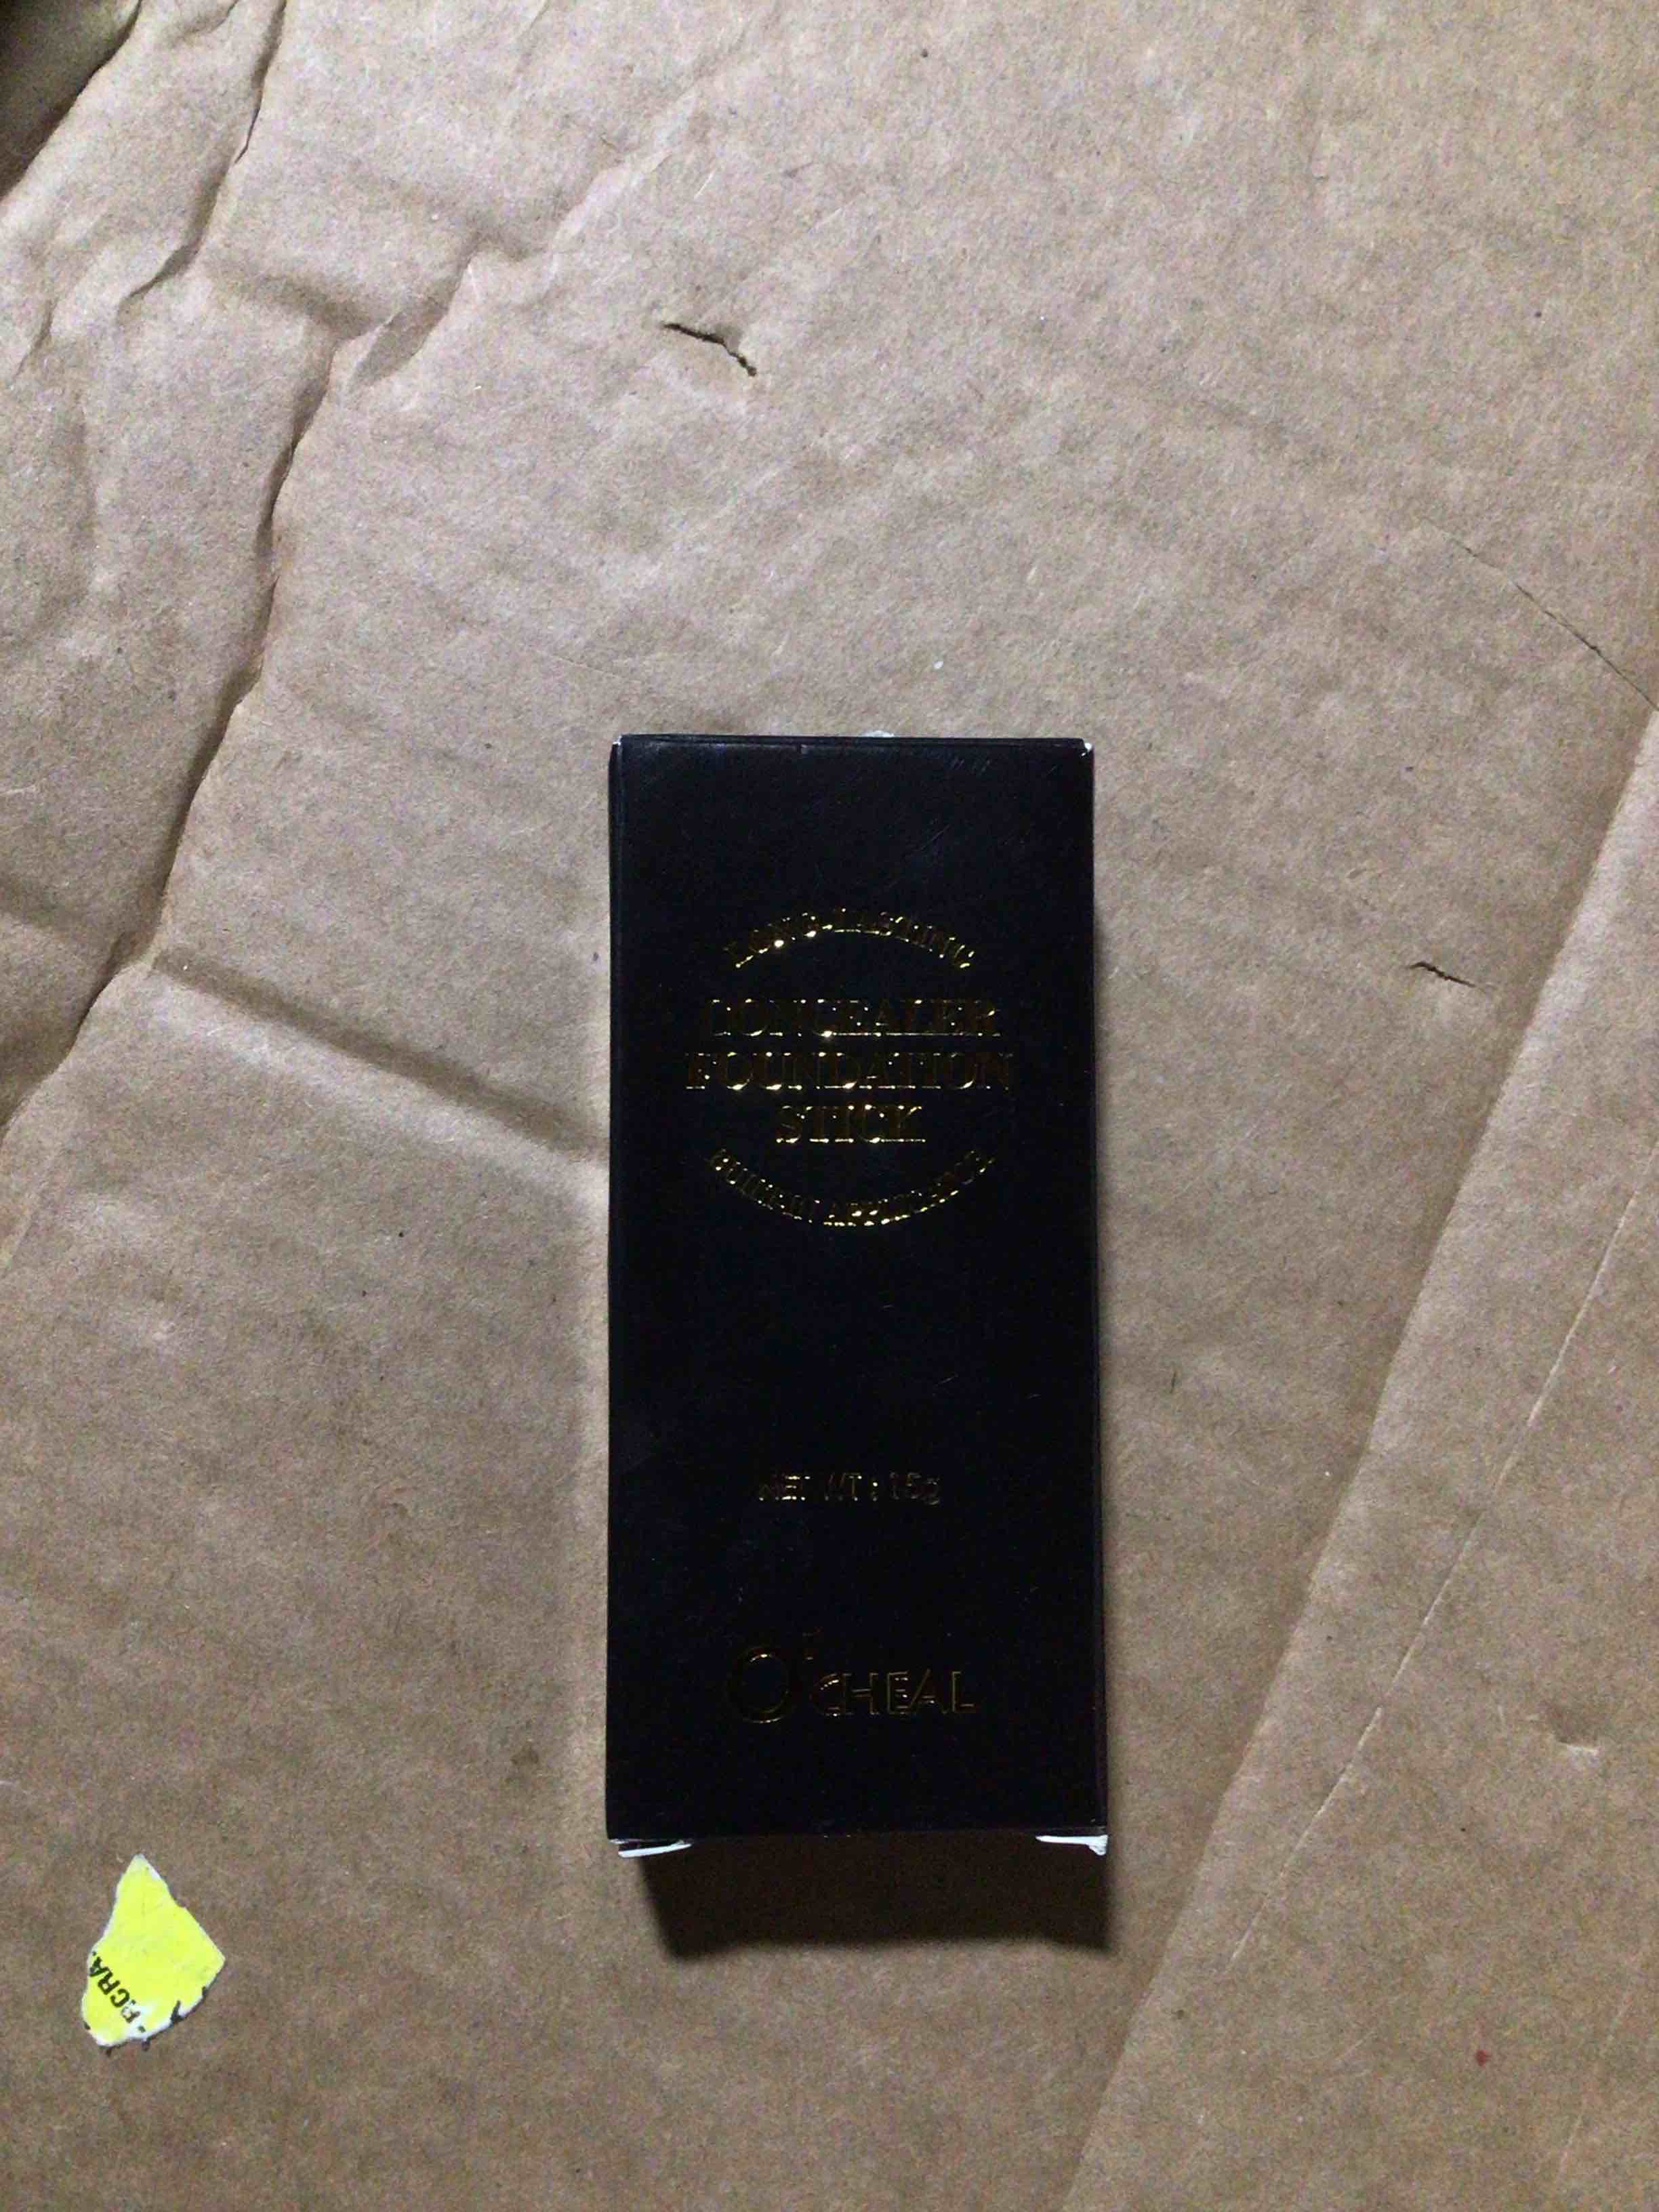 LONG-LASTING
CONCEALER
FOUNDATION
STICK
NET WT : 15g
O'CHEAL